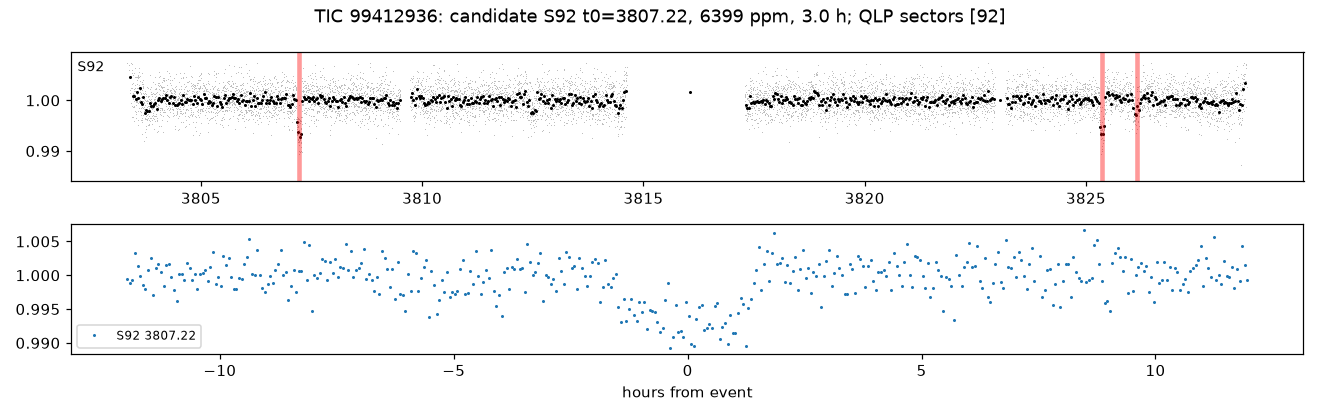 TIC 99412936: candidate S92 t0=3807.22, 6399 ppm, 3.0 h; QLP sectors [92]
S92
1.00
0.99
3805 3810 3815 3820 3825
1.005
1.000
0.995
0.990
S92 3807.22
−10 −5 0 5 10
hours from event